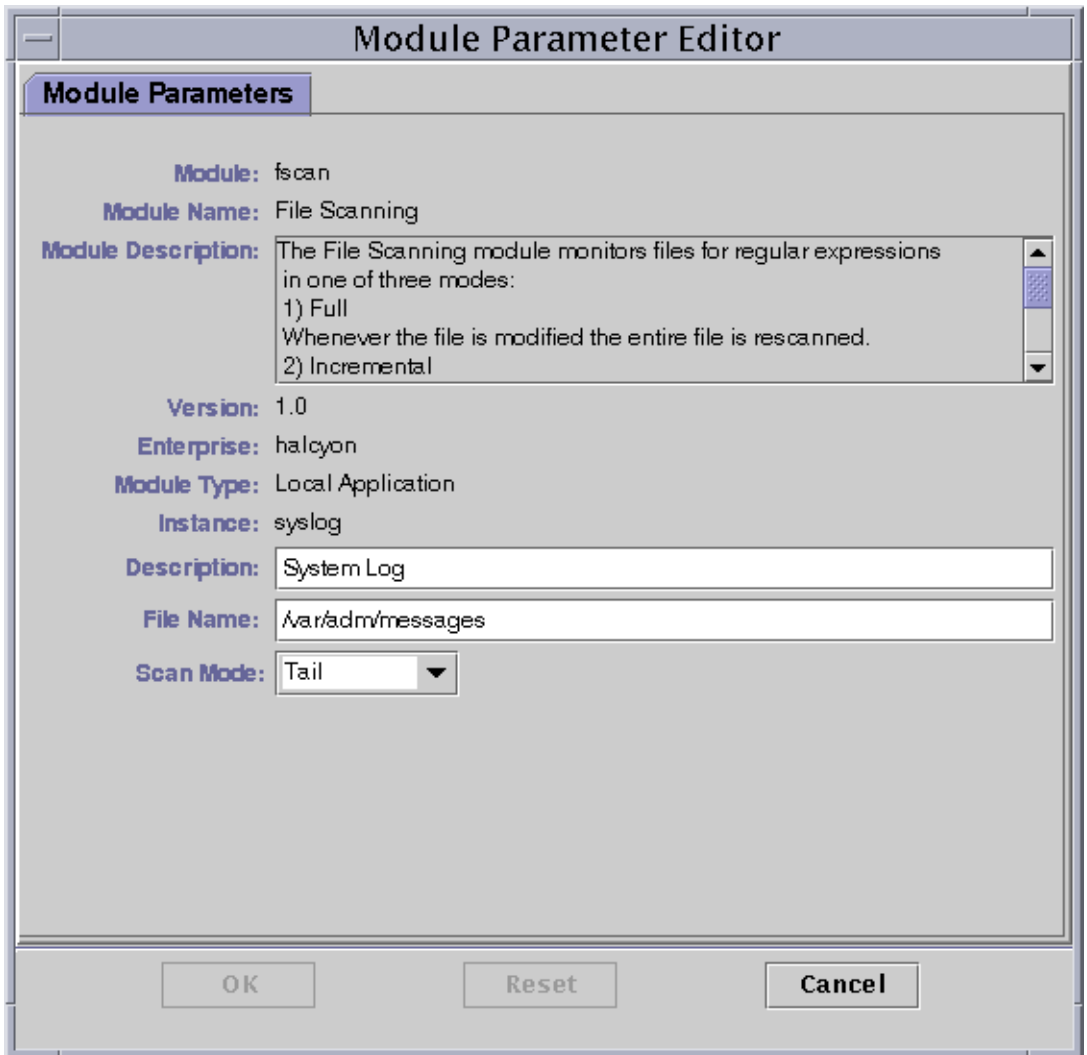 Module Parameter Editor
Module Parameters
Module: fscan
Module Name: File Scanning
Module Description: The File Scanning module monitors files for regular expressions
in one of three modes:
1) Full
Whenever the file is modified the entire file is rescanned.
2) Incremental
Version: 1.0
Enterprise: halcyon
Module Type: Local Application
Instance: syslog
Description: System Log
File Name: /var/adm/messages
Scan Mode: Tail
OK Reset Cancel